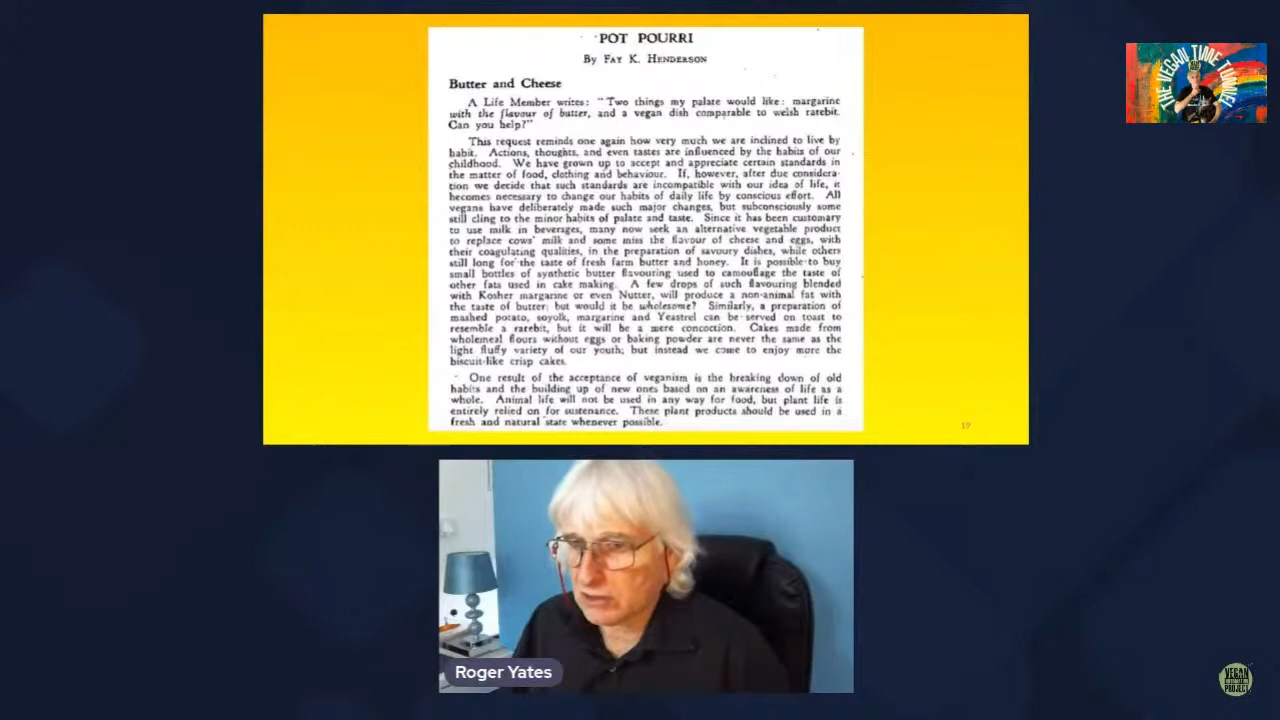 POT POURRI
By FAY K. HENDERSON
Butter and Cheese
A Life Member writes: "Two things my palate would like: margarine
with the flavour of butter, and a vegan dish comparable to welsh rarebit.
Can you help?"
This request reminds one again how very much we are inclined to live by
habit. Actions, thoughts, and even tastes are influenced by the habits of our
childhood. We have grown up to accept and appreciate certain standards in
the matter of food, clothing and behaviour. If, however, after due considera-
tion we decide that such standards are incompatible with our idea of life, it
becomes necessary to change our habits of daily life by conscious effort. All
vegans have deliberately made such major changes, but subconsciously some
still cling to the minor habits of palate and taste. Since it has been customary
to use milk in beverages, many now seek an alternative vegetable product
to replace cows' milk and some miss the flavour of cheese and eggs, with
their coagulating qualities, in the preparation of savoury dishes, while others
still long for the taste of fresh farm butter and honey. It is possible to buy
small bottles of synthetic butter flavouring used to camouflage the taste of
other fats used in cake making. A few drops of such flavouring blended
with Kosher margarine or even Nutter, will produce a non-animal fat with
the taste of butter; but would it be wholesome? Similarly, a preparation of
mashed potato, soyolk, margarine and Yeastrel can be served on toast to
resemble a rarebit, but it will be a mere concoction. Cakes made from
wholemeal flours without eggs or baking powder are never the same as the
light fluffy variety of our youth; but instead we come to enjoy more the
biscuit-like crisp cakes.
One result of the acceptance of veganism is the breaking down of old
habits and the building up of new ones based on an awareness of life as a
whole. Animal life will not be used in any way for food, but plant life is
entirely relied on for sustenance. These plant products should be used in a
fresh and natural state whenever possible.
19
THE VEGAN TIME TUNNEL
Roger Yates
VEGAN
PROJECT